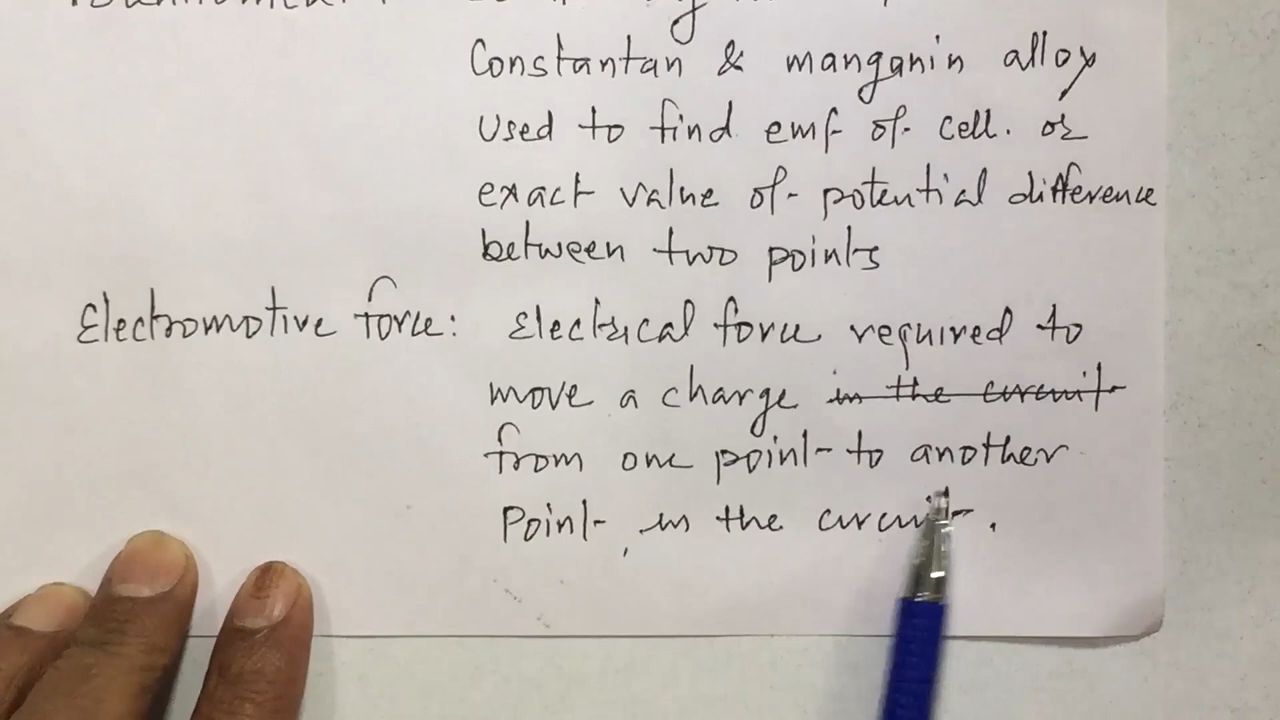 Constantan & manganin alloy
Used to find emf of cell. or
exact value of potential difference
between two points
Electromotive force: Electrical force required to
move a charge in the circuit
from one point to another
Point, in the circuit.